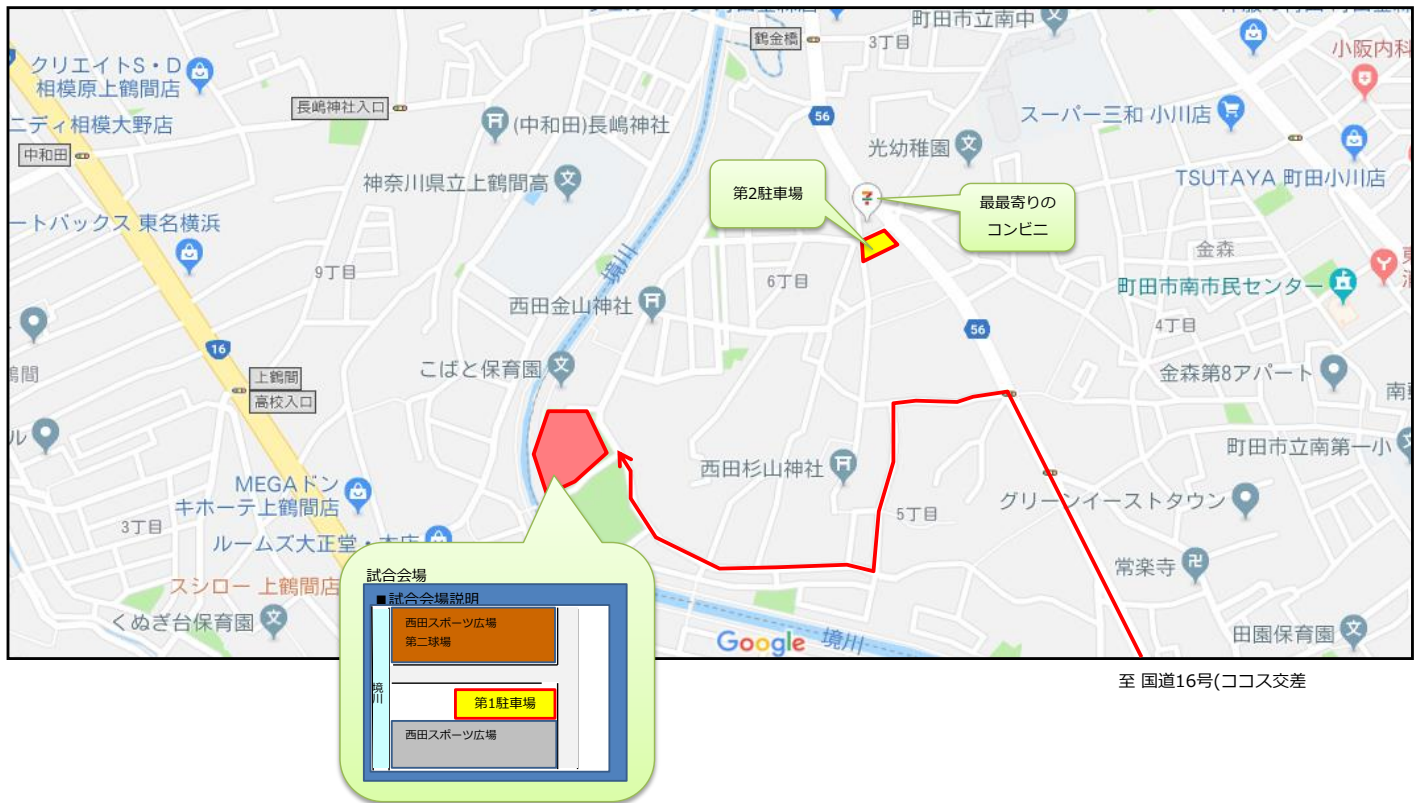 町田市立南中
鶴金橋
3丁目
小阪内科
クリエイトS・D
相模原上鶴間店
長嶋神社入口
スーパー三和 小川店
ニディ相模大野店
(中和田)長嶋神社
56
中和田
光幼稚園
神奈川県立上鶴間高
TSUTAYA 町田小川店
第2駐車場
最最寄りの
コンビニ
ートバックス 東名横浜
金森
境川
9丁目
6丁目
町田市南市民センター
西田金山神社
4丁目
56
16
こばと保育園
金森第8アパート
上鶴間
高校入口
町田市立南第一小
西田杉山神社
MEGAドン
キホーテ上鶴間店
グリーンイーストタウン
3丁目
5丁目
ルームズ大正堂・本店
常楽寺
試合会場
スシロー 上鶴間店
■試合会場説明
くぬぎ台保育園
西田スポーツ広場
第二球場
Google
境川
田園保育園
境川
第1駐車場
西田スポーツ広場
至 国道16号(ココス交差